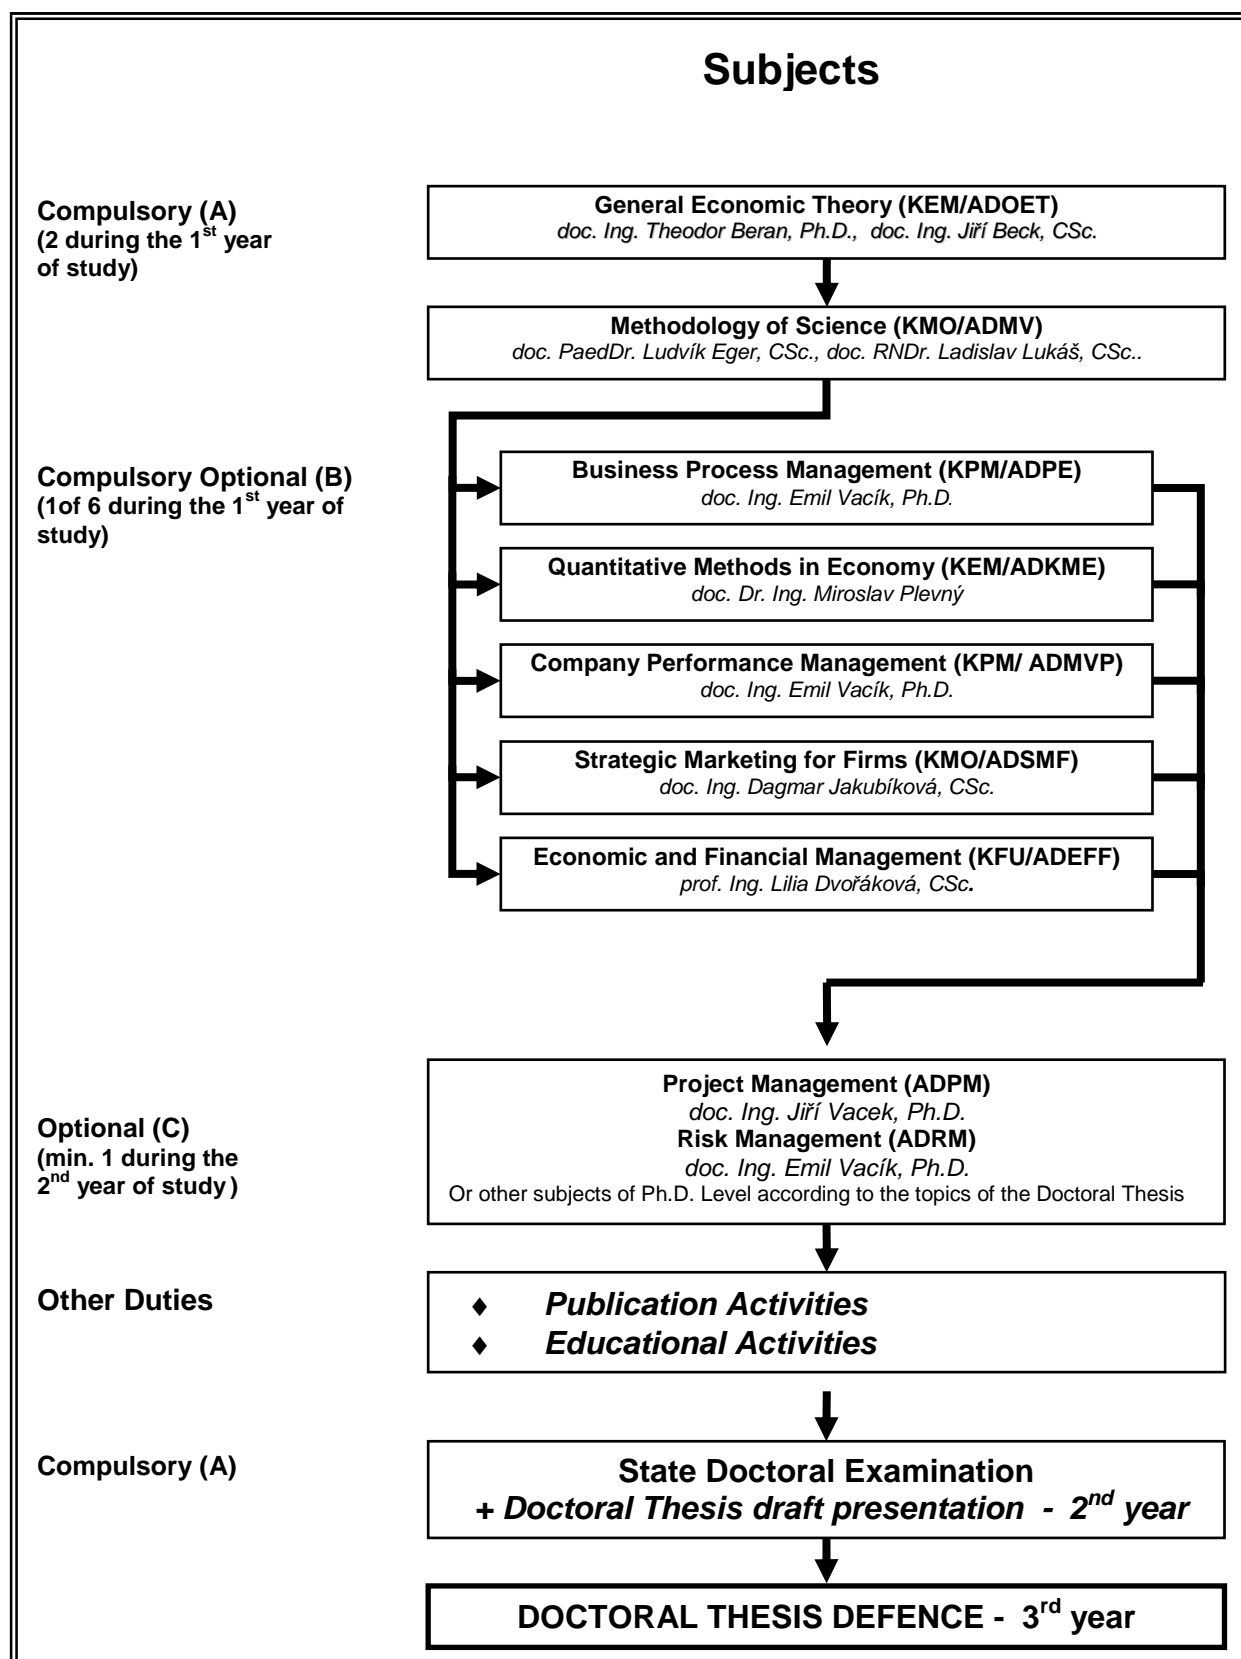 Subjects
Compulsory (A)
(2 during the 1st year
of study)
General Economic Theory (KEM/ADOET)
doc. Ing. Theodor Beran, Ph.D., doc. Ing. Jiří Beck, CSc.
Methodology of Science (KMO/ADMV)
doc. PaedDr. Ludvík Eger, CSc., doc. RNDr. Ladislav Lukáš, CSc..
Compulsory Optional (B)
(1of 6 during the 1st year of
study)
Business Process Management (KPM/ADPE)
doc. Ing. Emil Vacík, Ph.D.
Quantitative Methods in Economy (KEM/ADKME)
doc. Dr. Ing. Miroslav Plevný
Company Performance Management (KPM/ ADMVP)
doc. Ing. Emil Vacík, Ph.D.
Strategic Marketing for Firms (KMO/ADSMF)
doc. Ing. Dagmar Jakubíková, CSc.
Economic and Financial Management (KFU/ADEFF)
prof. Ing. Lilia Dvořáková, CSc.
Optional (C)
(min. 1 during the
2nd year of study)
Project Management (ADPM)
doc. Ing. Jiří Vacek, Ph.D.
Risk Management (ADRM)
doc. Ing. Emil Vacík, Ph.D.
Or other subjects of Ph.D. Level according to the topics of the Doctoral Thesis
Other Duties
♦ Publication Activities
♦ Educational Activities
Compulsory (A)
State Doctoral Examination
+ Doctoral Thesis draft presentation - 2nd year
DOCTORAL THESIS DEFENCE - 3rd year